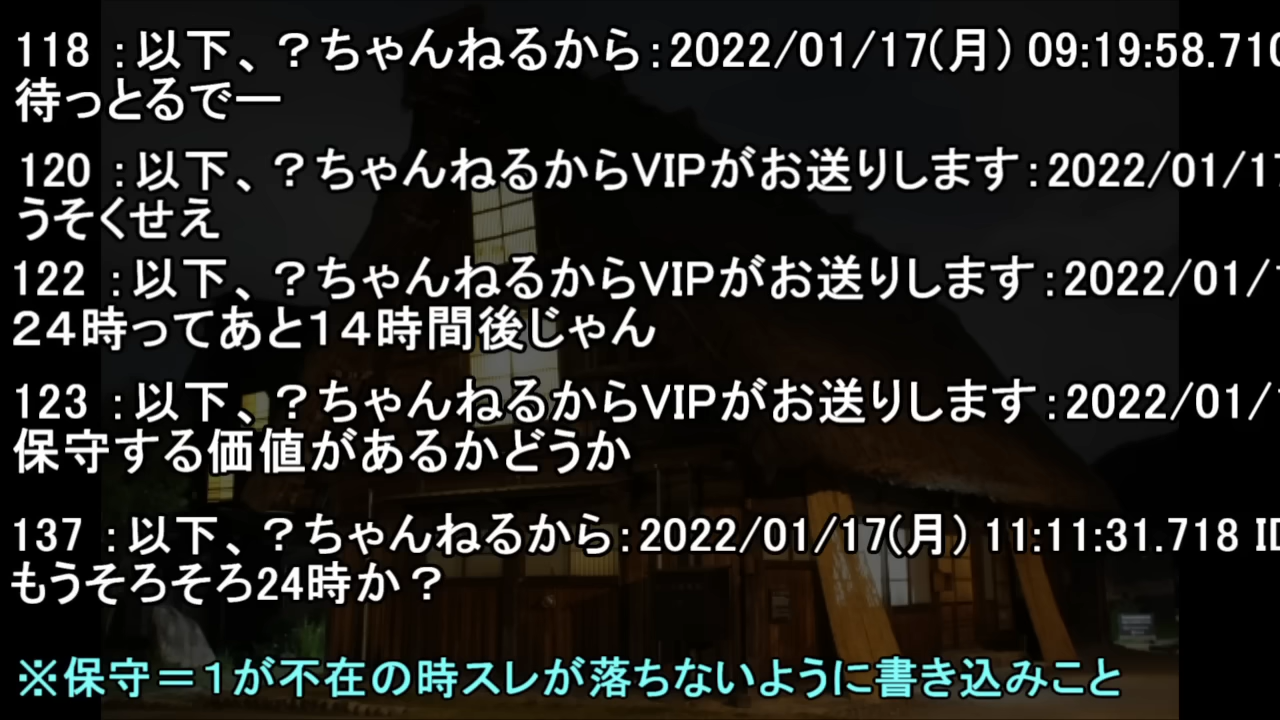 118 ：以下、？ちゃんねるから：2022/01/17(月) 09:19:58.710
待っとるでー
120 ：以下、？ちゃんねるからVIPがお送りします：2022/01/17
うそくせえ
122 ：以下、？ちゃんねるからVIPがお送りします：2022/01/1
２４時ってあと１４時間後じゃん
123 ：以下、？ちゃんねるからVIPがお送りします：2022/01/1
保守する価値があるかどうか
137 ：以下、？ちゃんねるから：2022/01/17(月) 11:11:31.718 ID
もうそろそろ24時か？
※保守＝１が不在の時スレが落ちないように書き込みこと